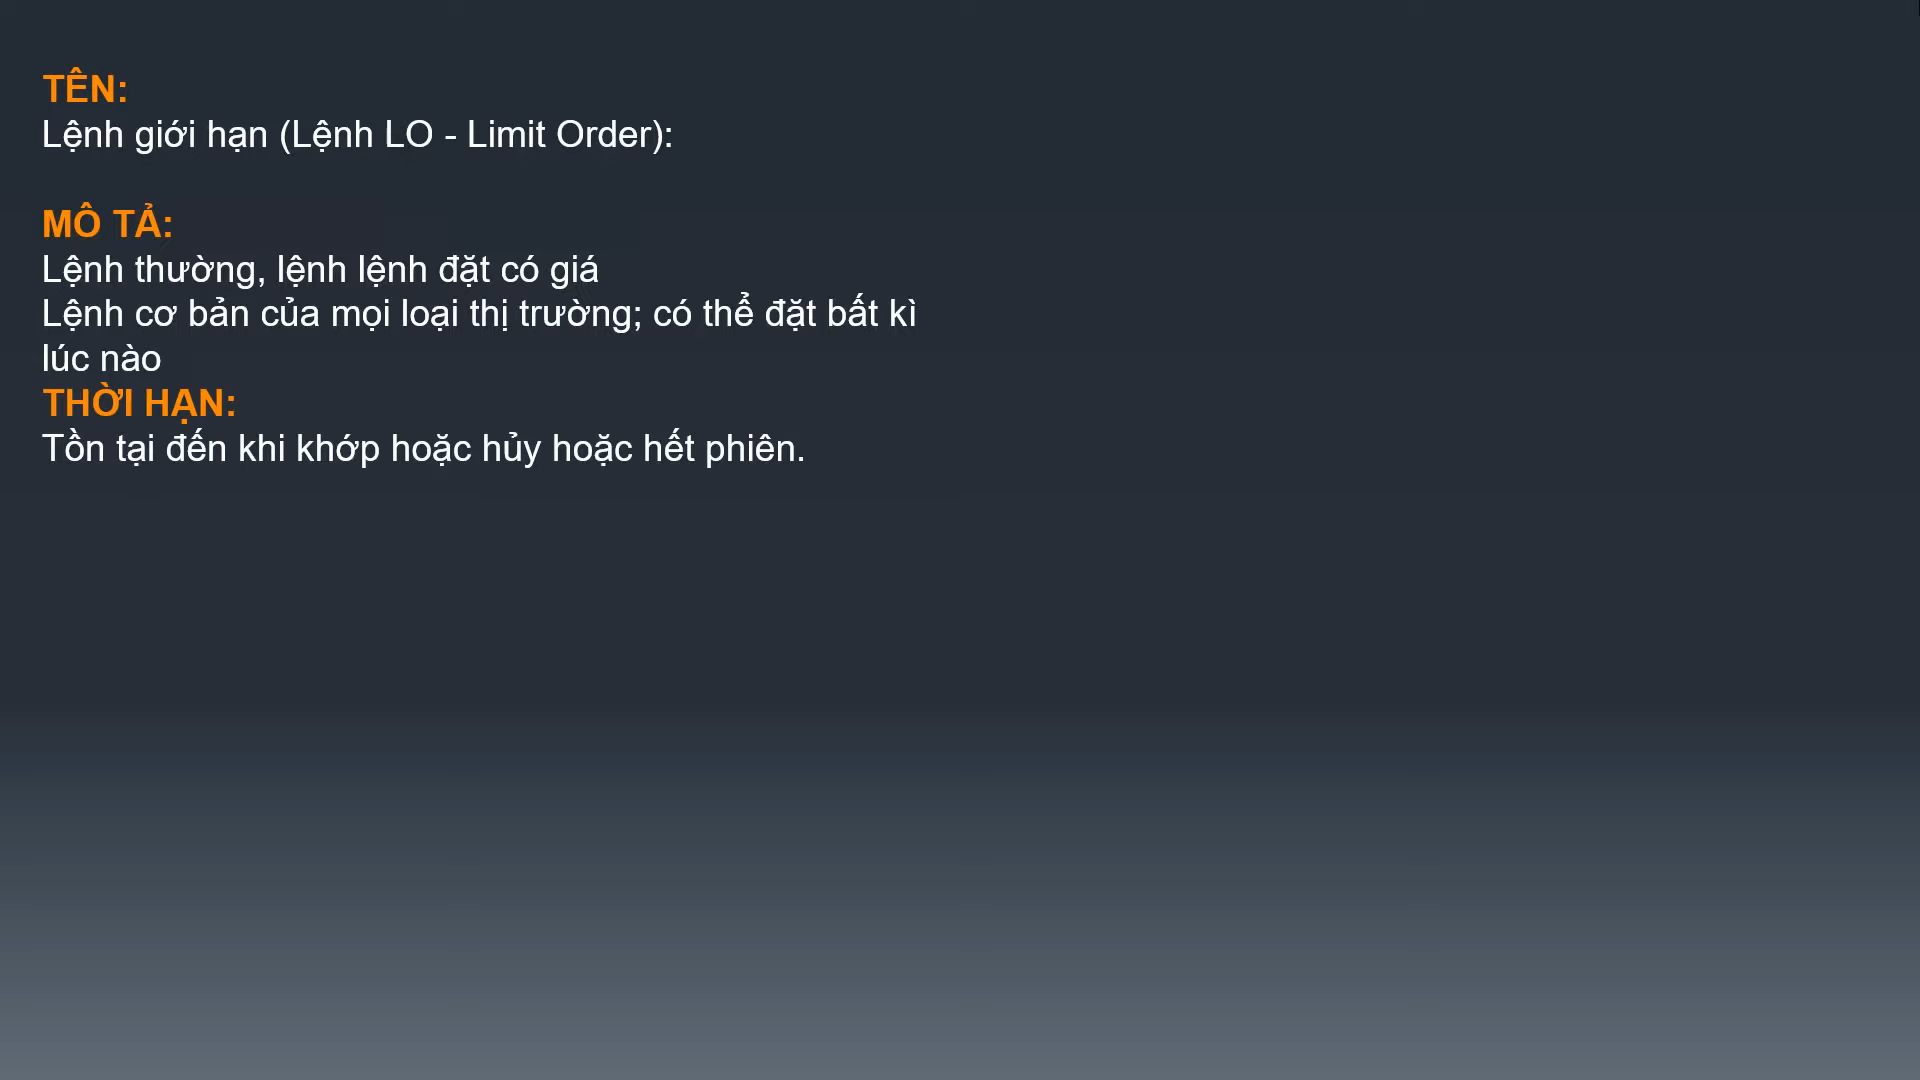 TÊN:
Lệnh giới hạn (Lệnh LO - Limit Order):
MÔ TẢ:
Lệnh thường, lệnh lệnh đặt có giá
Lệnh cơ bản của mọi loại thị trường; có thể đặt bất kì
lúc nào
THỜI HẠN:
Tồn tại đến khi khớp hoặc hủy hoặc hết phiên.